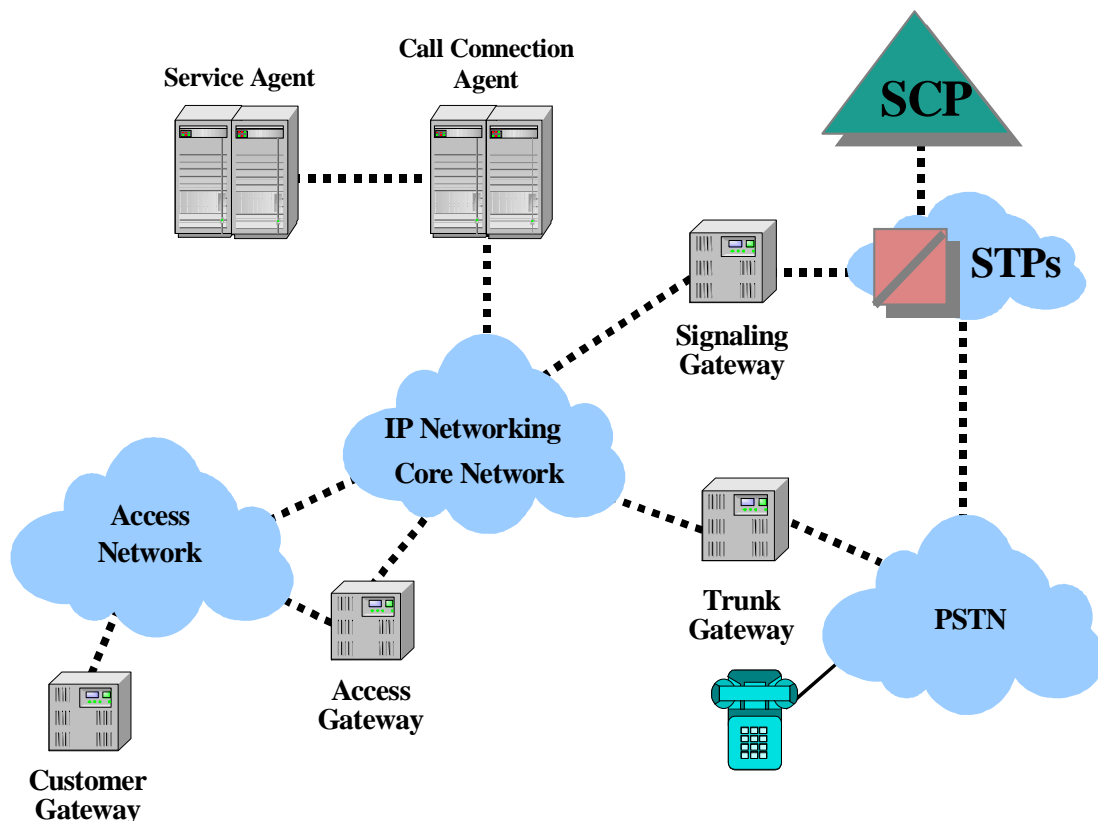 Call Connection
Agent
Service Agent
SCP
STPs
Signaling
Gateway
IP Networking
Core Network
Access
Network
Trunk
Gateway
PSTN
Access
Gateway
Customer
Gateway